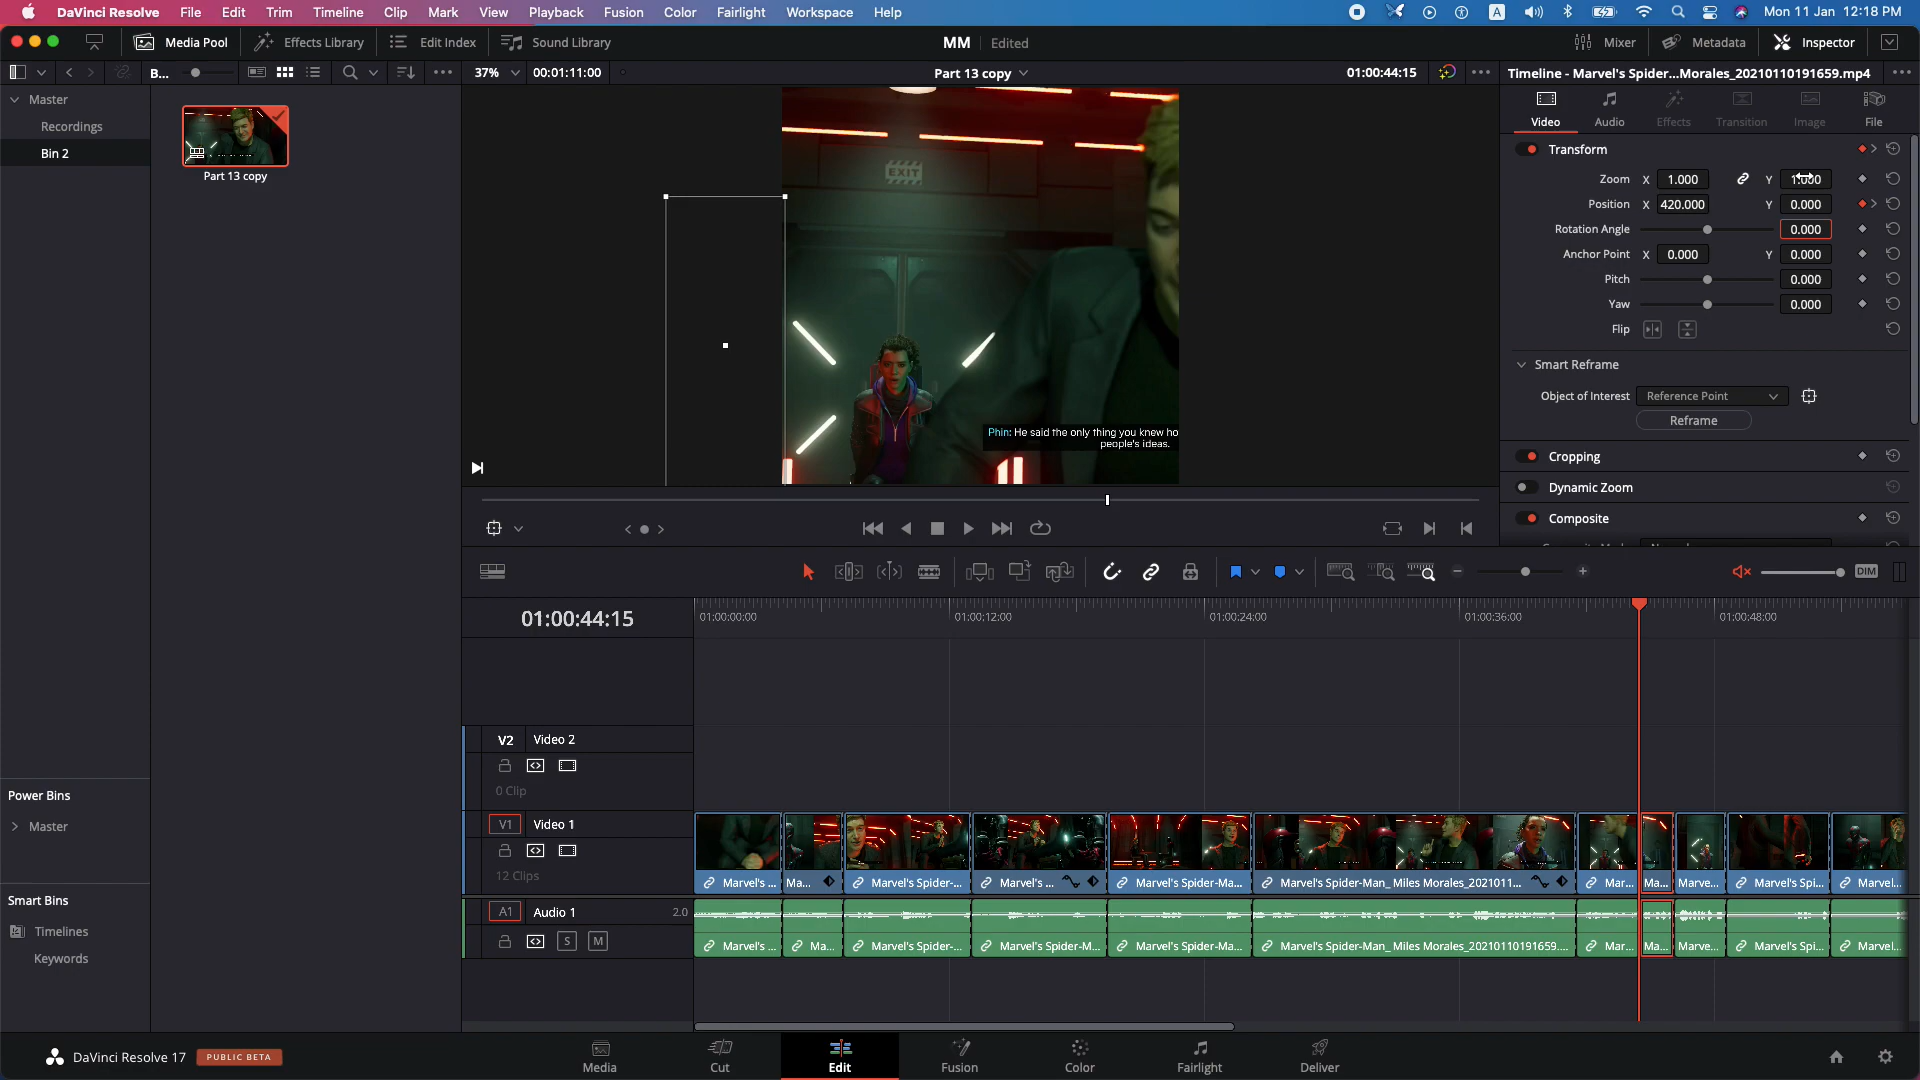 DaVinci Resolve File Edit Trim Timeline Clip Mark View Playback Fusion Color Fairlight Workspace Help A Mon 11 Jan 12:18 PM
Media Pool Effects Library Edit Index Sound Library MM Edited Mixer Metadata Inspector
B... 37% 00:01:11:00 Part 13 copy 01:00:44:15 Timeline - Marvel's Spider...Morales_20210110191659.mp4
Master
Recordings
Bin 2
Part 13 copy
EXIT
Phin: He said the only thing you knew ho
people's ideas.
Video Audio Effects Transition Image File
Transform
Zoom X 1.000 Y 1.000
Position X 420.000 Y 0.000
Rotation Angle 0.000
Anchor Point X 0.000 Y 0.000
Pitch 0.000
Yaw 0.000
Flip
Smart Reframe
Object of Interest Reference Point
Reframe
Cropping
Dynamic Zoom
Composite
DIM
01:00:44:15 01:00:00:00 01:00:12:00 01:00:24:00 01:00:36:00 01:00:48:00
V2 Video 2
0 Clip
V1 Video 1
12 Clips
Marvel's ... Ma... Marvel's Spider-... Marvel's ... Marvel's Spider-Ma... Marvel's Spider-Man_ Miles Morales_2021011... Mar... Ma... Marve... Marvel's Spi... Marvel...
A1 Audio 1 2.0
S M
Marvel's ... Ma... Marvel's Spider-... Marvel's Spider-M... Marvel's Spider-Ma... Marvel's Spider-Man_ Miles Morales_20210110191659.... Mar... Ma... Marve... Marvel's Spi... Marvel...
Power Bins
Master
Smart Bins
Timelines
Keywords
DaVinci Resolve 17 PUBLIC BETA
Media Cut Edit Fusion Color Fairlight Deliver